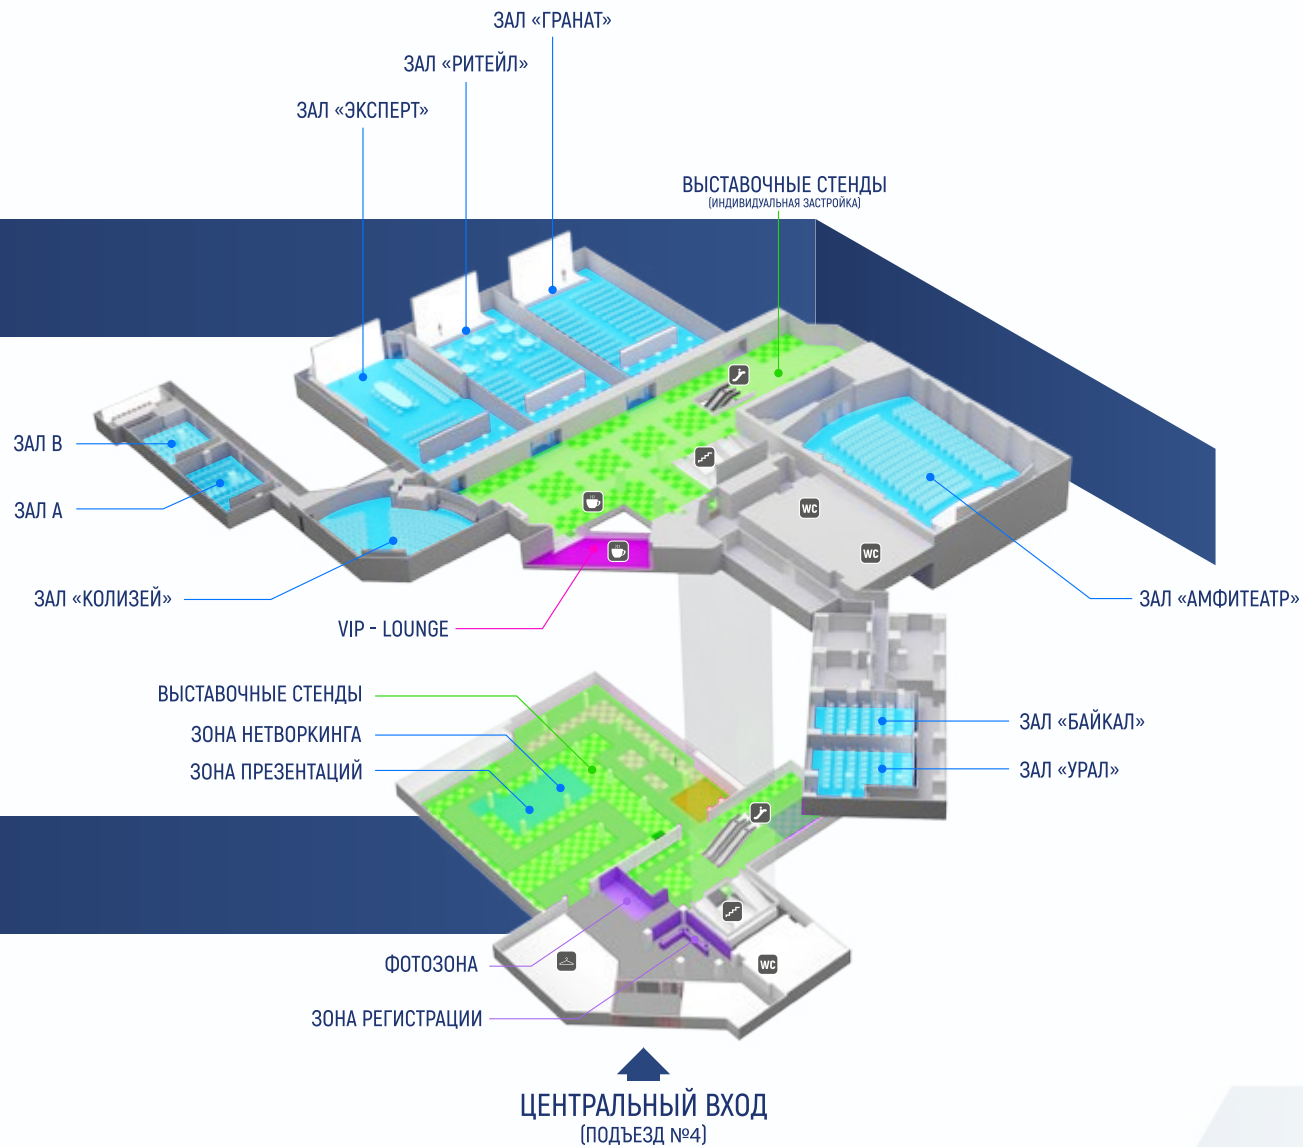 ЗАЛ «ГРАНАТ»
ЗАЛ «РИТЕЙЛ»
ЗАЛ «ЭКСПЕРТ»
ВЫСТАВОЧНЫЕ СТЕНДЫ
(ИНДИВИДУАЛЬНАЯ ЗАСТРОЙКА)
ЗАЛ B
ЗАЛ A
WC
WC
ЗАЛ «КОЛИЗЕЙ»
ЗАЛ «АМФИТЕАТР»
VIP - LOUNGE
ВЫСТАВОЧНЫЕ СТЕНДЫ
ЗОНА НЕТВОРКИНГА
ЗОНА ПРЕЗЕНТАЦИЙ
ЗАЛ «БАЙКАЛ»
ЗАЛ «УРАЛ»
ФОТОЗОНА
WC
ЗОНА РЕГИСТРАЦИИ
ЦЕНТРАЛЬНЫЙ ВХОД
(ПОДЪЕЗД №4)